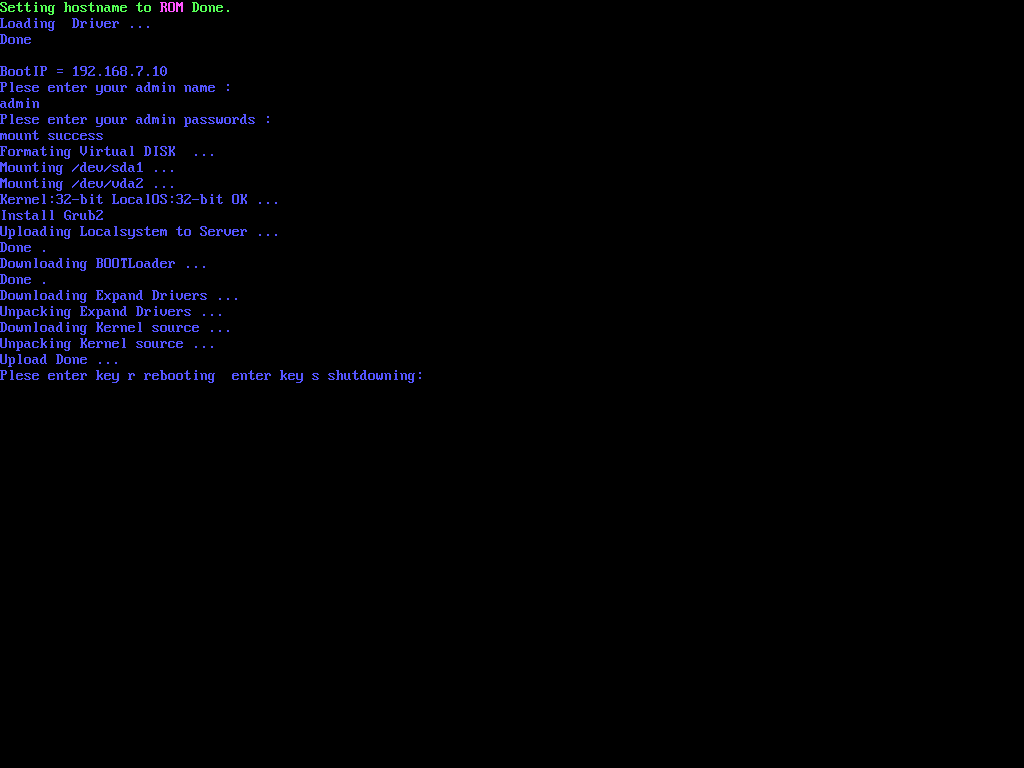 Setting hostname to ROM Done.
Loading  Driver ...
Done
BootIP = 192.168.7.10
Plese enter your admin name :
admin
Plese enter your admin passwords :
mount success
Formating Virtual DISK  ...
Mounting /dev/sda1 ...
Mounting /dev/vda2 ...
Kernel:32-bit LocalOS:32-bit OK ...
Install Grub2
Uploading Localsystem to Server ...
Done .
Downloading BOOTLoader ...
Done .
Downloading Expand Drivers ...
Unpacking Expand Drivers ...
Downloading Kernel source ...
Unpacking Kernel source ...
Upload Done ...
Plese enter key r rebooting  enter key s shutdowning: